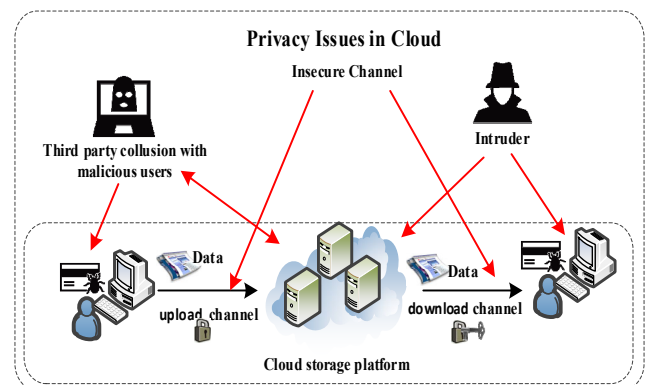 Privacy Issues in Cloud
Insecure Channel
Intruder
Third party collusion with
malicious users
Data
Data
upload channel
download channel
Cloud storage platform